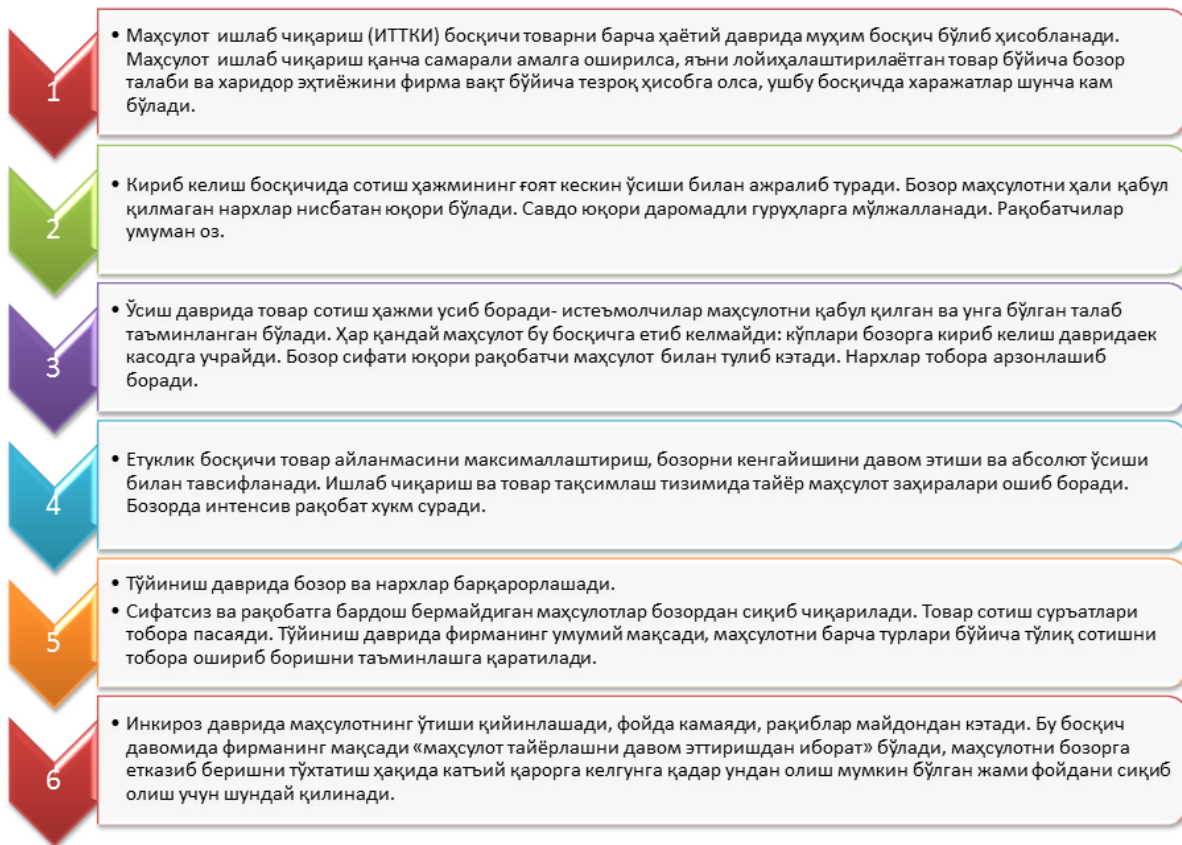 1
• Маҳсулот ишлаб чиқариш (ИТТКИ) босқичи товарни барча ҳаётий даврида муҳим босқич бўлиб ҳисобланади.
Маҳсулот ишлаб чиқариш қанча самарали амалга оширилса, яъни лойиҳалаштирилаётган товар бўйича бозор
талаби ва харидор эҳтиёжини фирма вақт бўйича тезроқ ҳисобга олса, ушбу босқичда харажатлар шунча кам
бўлади.
2
• Кириб келиш босқичида сотиш ҳажмининг ғоят кескин ўсиши билан ажралиб туради. Бозор маҳсулотни ҳали қабул
қилмаган нархлар нисбатан юқори бўлади. Савдо юқори даромадли гуруҳларга мўлжалланади. Рақобатчилар
умуман оз.
3
• Ўсиш даврида товар сотиш ҳажми усиб боради- истеъмолчилар маҳсулотни қабул қилган ва унга бўлган талаб
таъминланган бўлади. Ҳар қандай маҳсулот бу босқичга етиб келмайди: кўплари бозорга кириб келиш давридаек
касодга учрайди. Бозор сифати юқори рақобатчи маҳсулот билан тулиб кэтади. Нархлар тобора арзонлашиб
боради.
4
• Етуклик босқичи товар айланмасини максималлаштириш, бозорни кенгайишини давом этиши ва абсолют ўсиши
билан тавсифланади. Ишлаб чиқариш ва товар тақсимлаш тизимида тайёр маҳсулот заҳиралари ошиб боради.
Бозорда интенсив рақобат хукм суради.
5
• Тўйиниш даврида бозор ва нархлар барқарорлашади.
• Сифатсиз ва рақобатга бардош бермайдиган маҳсулотлар бозордан сиқиб чиқарилади. Товар сотиш суръатлари
тобора пасаяди. Тўйиниш даврида фирманинг умумий мақсади, маҳсулотни барча турлари бўйича тўлиқ сотишни
тобора ошириб боришни таъминлашга қаратилади.
6
• Инкироз даврида маҳсулотнинг ўтиши қийинлашади, фойда камаяди, рақиблар майдондан кэтади. Бу босқич
давомида фирманинг мақсади «маҳсулот тайёрлашни давом эттиришдан иборат» бўлади, маҳсулотни бозорга
етказиб беришни тўхтатиш ҳақида катъий қарорга келгунга қадар ундан олиш мумкин бўлган жами фойдани сиқиб
олиш учун шундай қилинади.